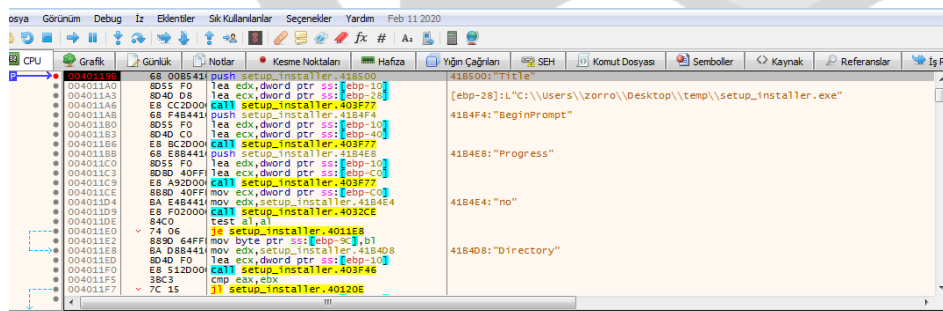 osya Görünüm Debug İz Eklentiler Sık Kullanılanlar Seçenekler Yardım Feb 11 2020
fx # A₂
CPU Grafik Günlük Notlar Kesme Noktaları Hafıza Yığın Çağrıları SEH Komut Dosyası Semboller Kaynak Referanslar İş P
0040119B 68 00B541 push setup_installer.41B500 41B500:"Title"
004011A0 8D55 F0 lea edx,dword ptr ss:[ebp-10]
004011A3 8D4D D8 lea ecx,dword ptr ss:[ebp-28] [ebp-28]:L"C:\\Users\\zorro\\Desktop\\temp\\setup_installer.exe"
004011A6 E8 CC2D00 call setup_installer.403F77
004011AB 68 F4B441 push setup_installer.41B4F4 41B4F4:"BeginPrompt"
004011B0 8D55 F0 lea edx,dword ptr ss:[ebp-10]
004011B3 8D4D C0 lea ecx,dword ptr ss:[ebp-40]
004011B6 E8 BC2D00 call setup_installer.403F77
004011BB 68 E8B441 push setup_installer.41B4E8 41B4E8:"Progress"
004011C0 8D55 F0 lea edx,dword ptr ss:[ebp-10]
004011C3 8D8D 40FF lea ecx,dword ptr ss:[ebp-C0]
004011C9 E8 A92D00 call setup_installer.403F77
004011CE 8B8D 40FF mov ecx,dword ptr ss:[ebp-C0]
004011D4 BA E4B441 mov edx,setup_installer.41B4E4 41B4E4:"no"
004011D9 E8 F02000 call setup_installer.4032CE
004011DE 84C0 test al,al
004011E0 74 06 je setup_installer.4011E8
004011E2 889D 64FF mov byte ptr ss:[ebp-9C],bl
004011E8 BA D8B441 mov edx,setup_installer.41B4D8 41B4D8:"Directory"
004011ED 8D4D F0 lea ecx,dword ptr ss:[ebp-10]
004011F0 E8 512D00 call setup_installer.403F46
004011F5 3BC3 cmp eax,ebx
004011F7 7C 15 jl setup_installer.40120E